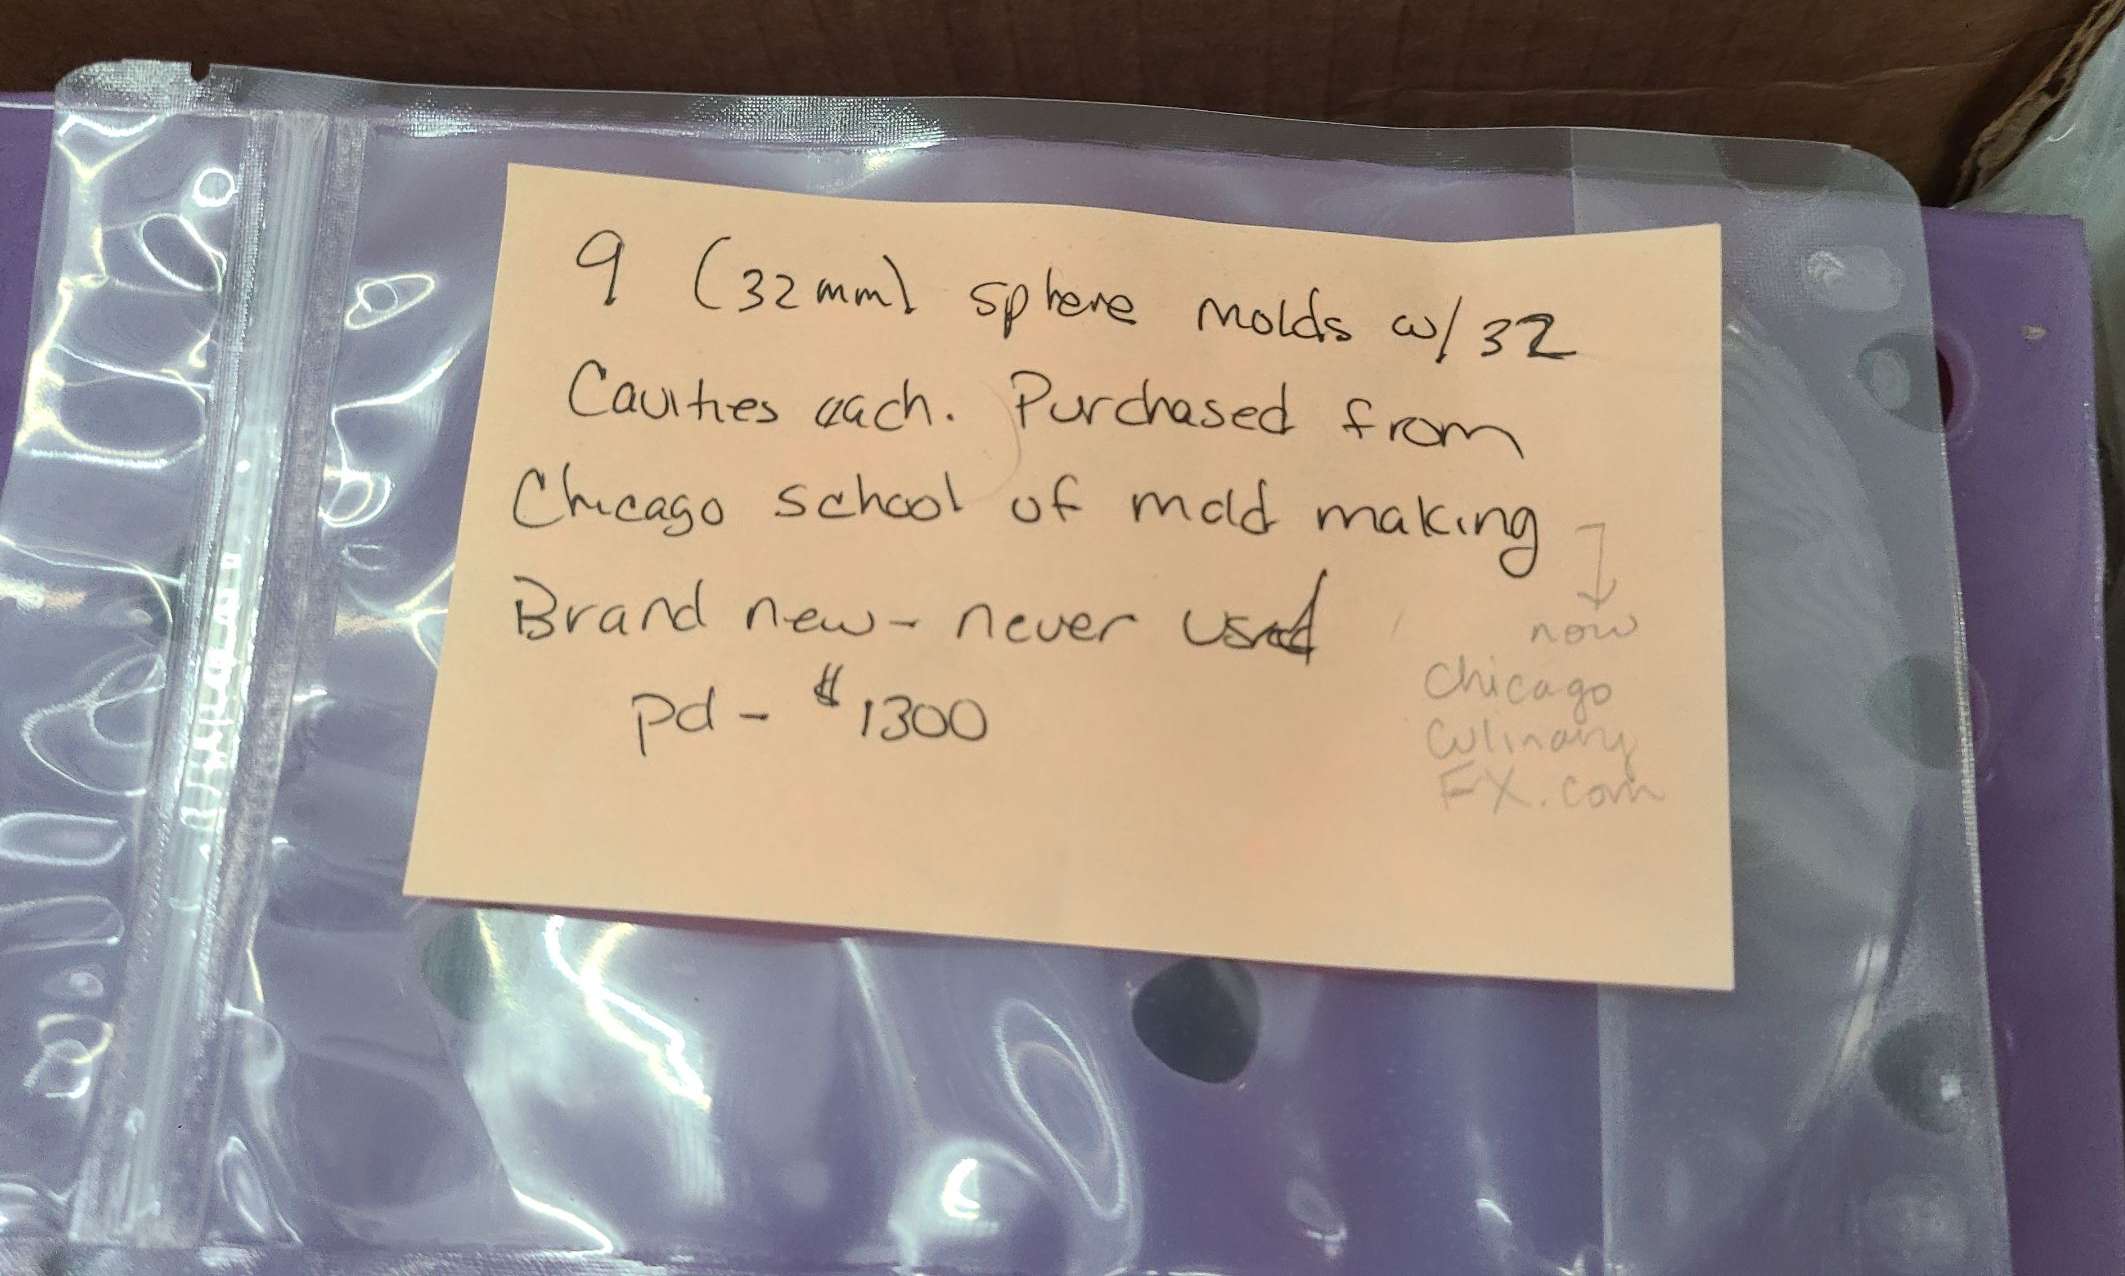 9 (32mm) sphere molds w/ 32
Cavities each. Purchased from
Chicago school of mold making
Brand new - never used
pd - $1300
now
Chicago
Culinary
FX.com